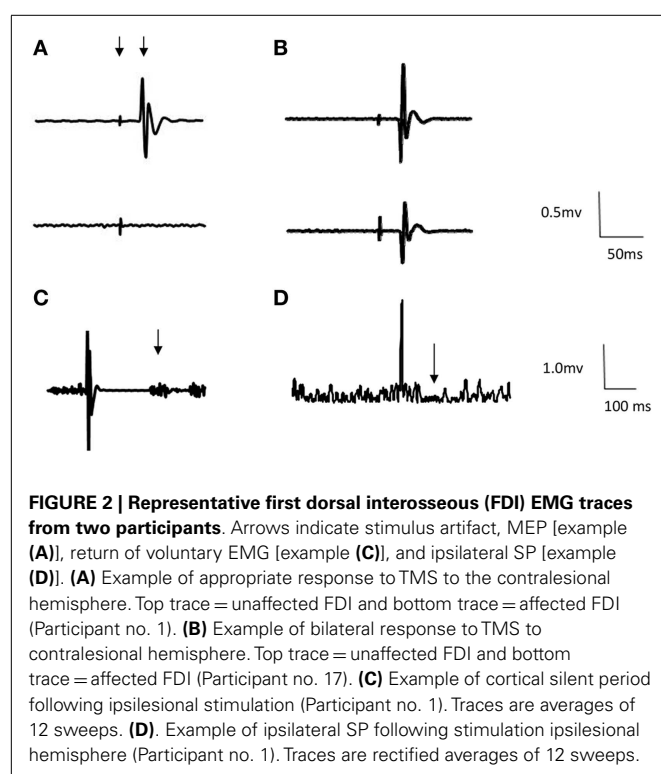 A
B
0.5mv
50ms
C
D
1.0mv
100 ms
FIGURE 2 | Representative first dorsal interosseous (FDI) EMG traces
from two participants. Arrows indicate stimulus artifact, MEP [example
(A)], return of voluntary EMG [example (C)], and ipsilateral SP [example
(D)]. (A) Example of appropriate response to TMS to the contralesional
hemisphere. Top trace = unaffected FDI and bottom trace = affected FDI
(Participant no. 1). (B) Example of bilateral response to TMS to
contralesional hemisphere. Top trace = unaffected FDI and bottom
trace = affected FDI (Participant no. 17). (C) Example of cortical silent period
following ipsilesional stimulation (Participant no. 1). Traces are averages of
12 sweeps. (D). Example of ipsilateral SP following stimulation ipsilesional
hemisphere (Participant no. 1). Traces are rectified averages of 12 sweeps.